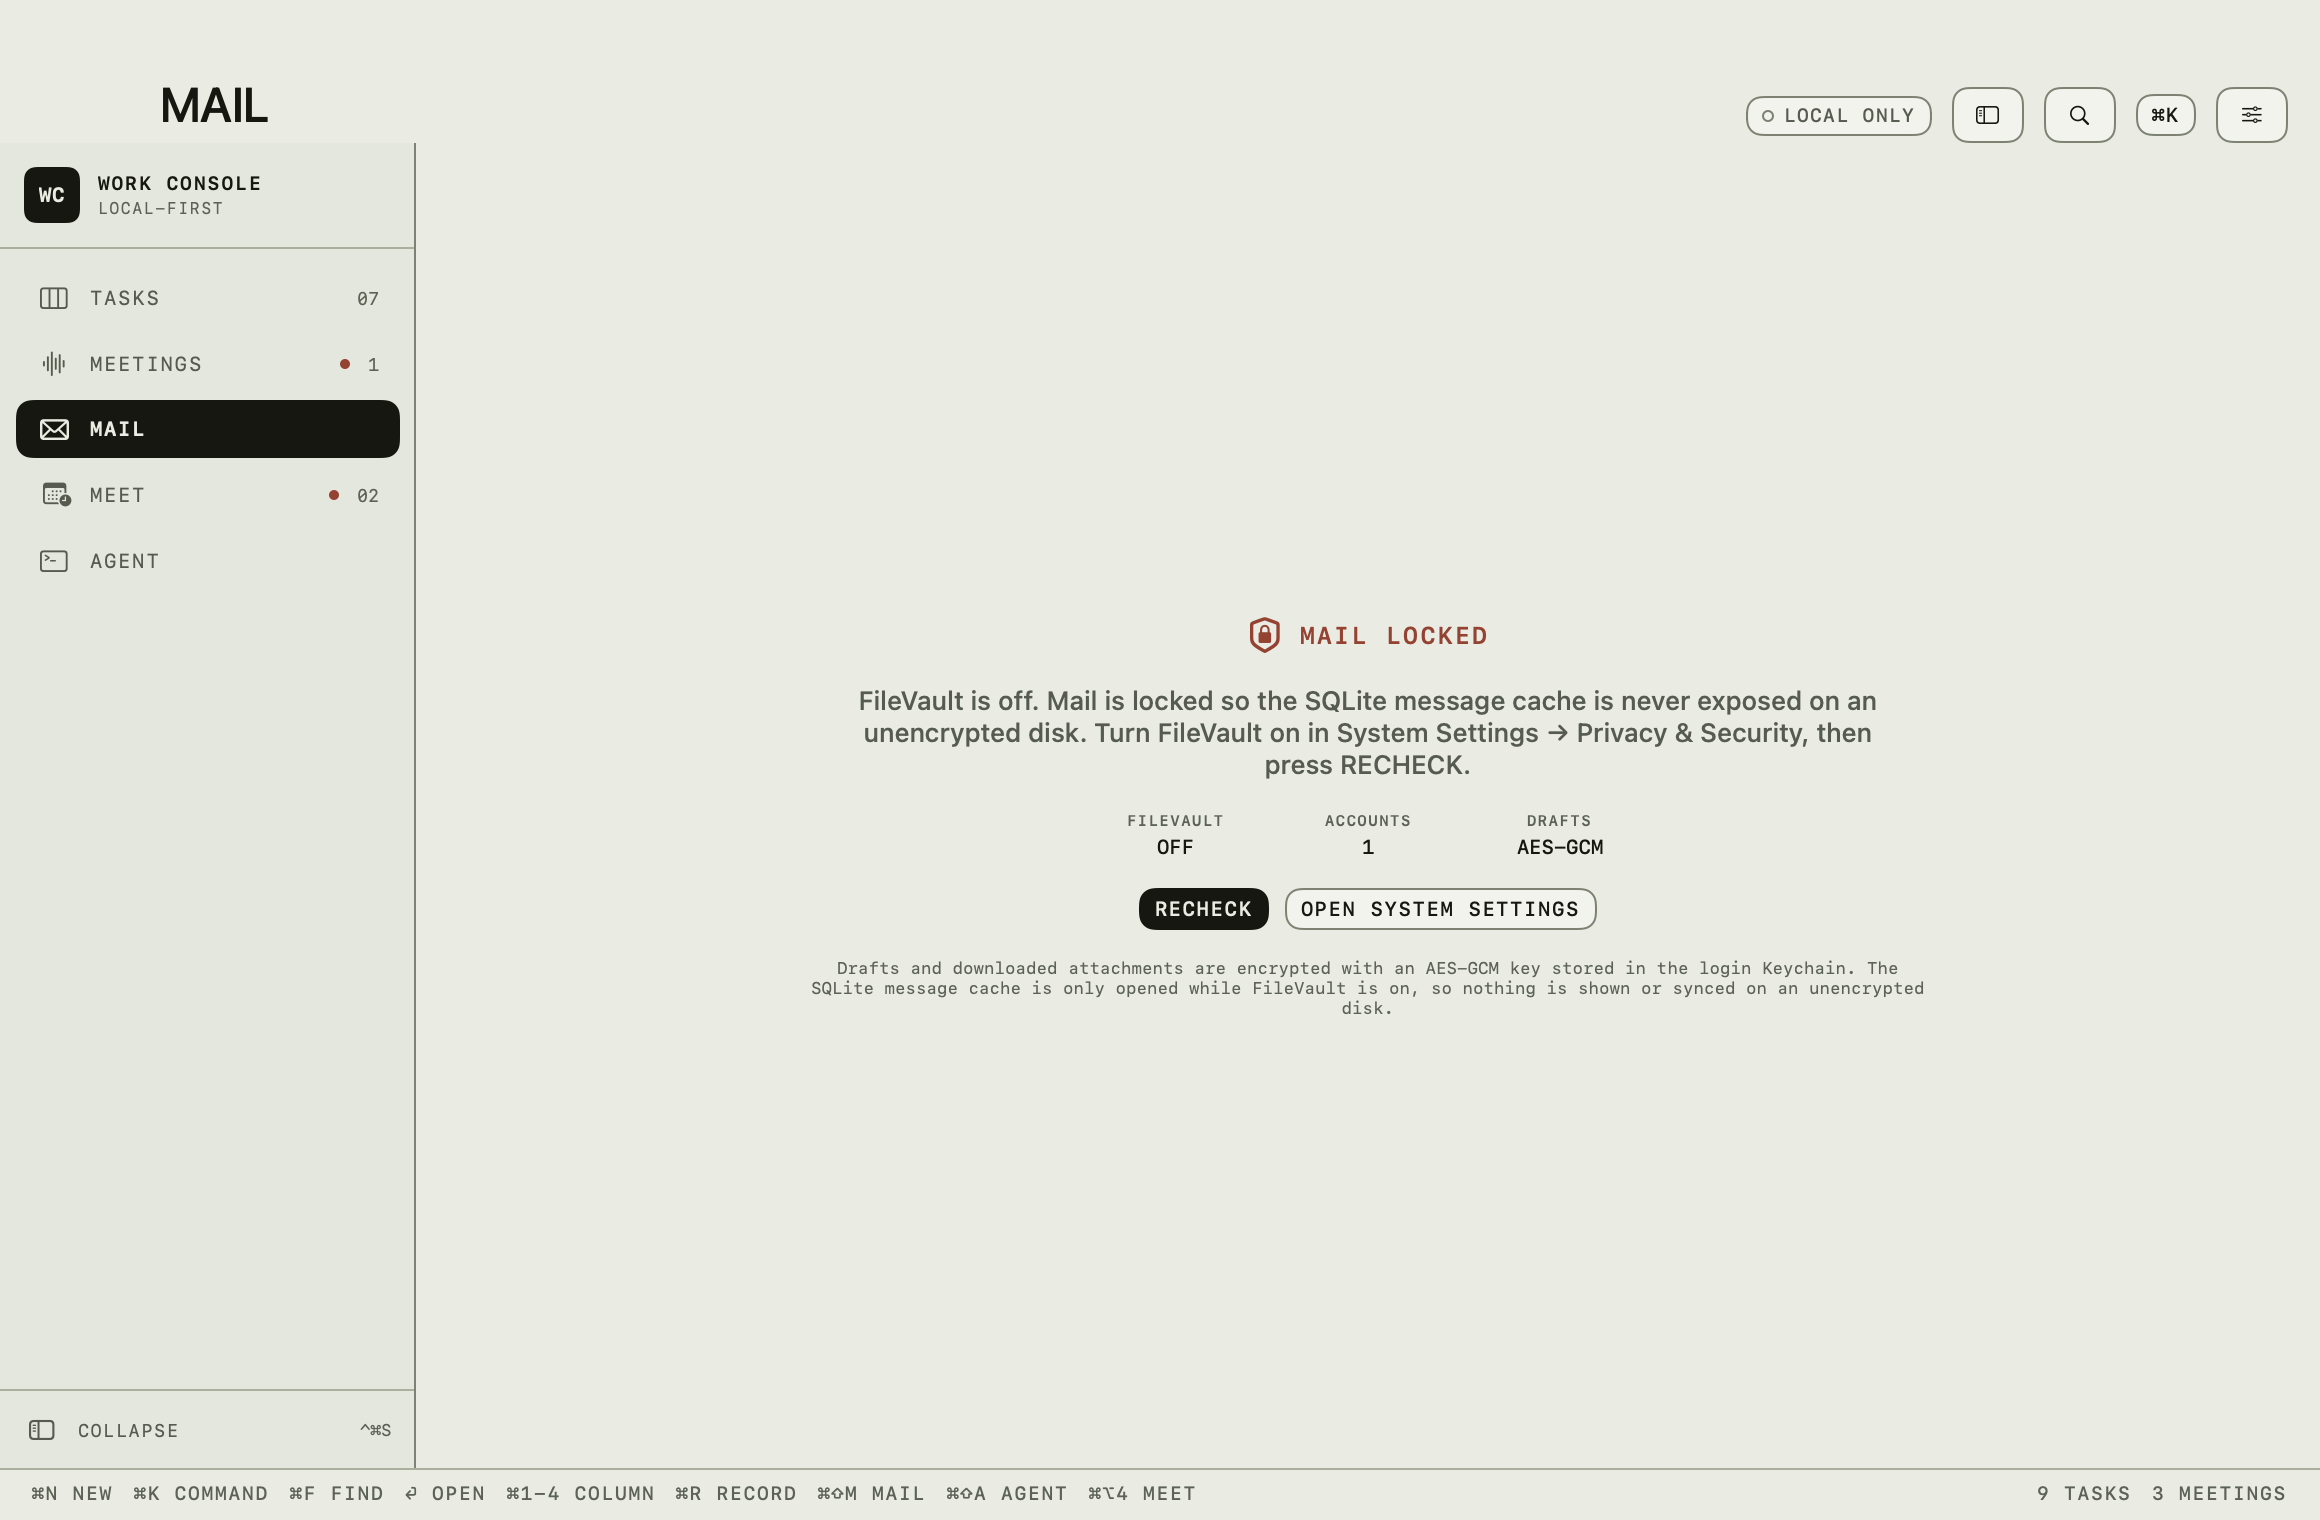 MAIL
LOCAL ONLY
⌘K
WC
WORK CONSOLE
LOCAL–FIRST
TASKS 07
MEETINGS 1
MAIL
MEET 02
AGENT
MAIL LOCKED
FileVault is off. Mail is locked so the SQLite message cache is never exposed on an
unencrypted disk. Turn FileVault on in System Settings → Privacy & Security, then
press RECHECK.
FILEVAULT ACCOUNTS DRAFTS
OFF 1 AES–GCM
RECHECK OPEN SYSTEM SETTINGS
Drafts and downloaded attachments are encrypted with an AES–GCM key stored in the login Keychain. The
SQLite message cache is only opened while FileVault is on, so nothing is shown or synced on an unencrypted
disk.
COLLAPSE ^⌘S
⌘N NEW ⌘K COMMAND ⌘F FIND ⏎ OPEN ⌘1–4 COLUMN ⌘R RECORD ⌘⇧M MAIL ⌘⇧A AGENT ⌘⌥4 MEET 9 TASKS 3 MEETINGS